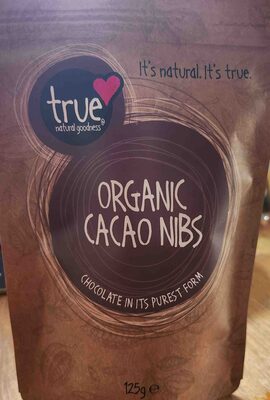 It's natural. It's true.
true
natural goodness
ORGANIC
CACAO NIBS
CHOCOLATE IN ITS PUREST FORM
125g ℮